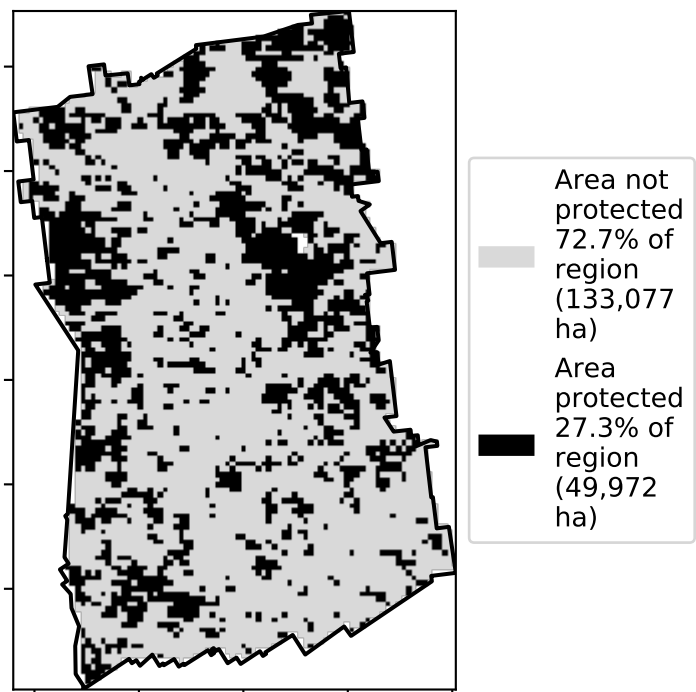 Area not
protected
72.7% of
region
(133,077
ha)
Area
protected
27.3% of
region
(49,972
ha)